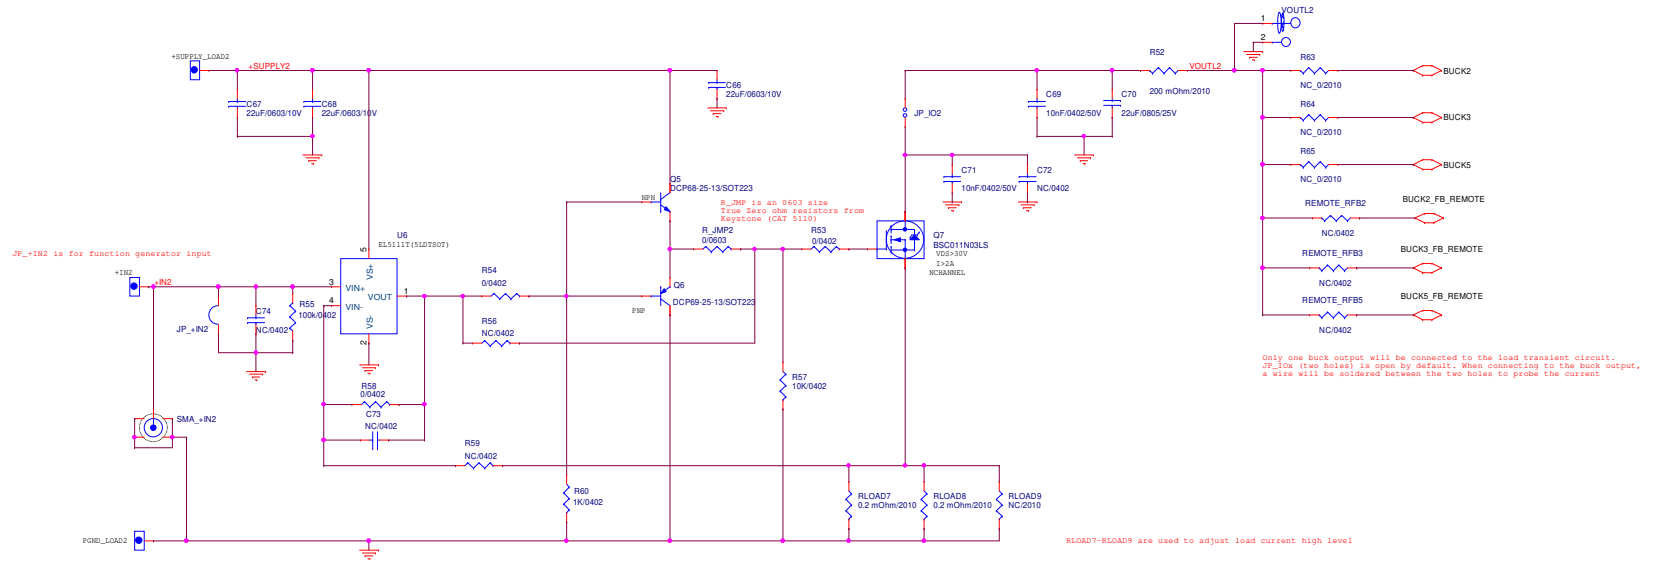 VOUTL2
1
2
+SUPPLY_LOAD2
+SUPPLY2
R52
200 mOhm/2010
VOUTL2
R63
NC_0/2010
BUCK2
C67
22uF/0603/10V
C68
22uF/0603/10V
C66
22uF/0603/10V
JP_IO2
C69
10nF/0402/50V
C70
22uF/0805/25V
R64
NC_0/2010
BUCK3
R65
NC_0/2010
BUCK5
C71
10nF/0402/50V
C72
NC/0402
Q5
DCP68-25-13/SOT223
NPN
R_JMP is an 0603 size
True Zero ohm resistors from
Keystone (CAT 5110)
REMOTE_RFB2
NC/0402
BUCK2_FB_REMOTE
R_JMP2
0/0603
R53
0/0402
Q7
BSC011N03LS
VDS>30V
I>2A
NCHANNEL
REMOTE_RFB3
NC/0402
BUCK3_FB_REMOTE
REMOTE_RFB5
NC/0402
BUCK5_FB_REMOTE
JP_+IN2 is for function generator input
U6
EL5111T(5LDTSOT)
+IN2
+IN2
3
4
5
1
2
VS+
VIN+
VIN-
VOUT
VS-
R54
0/0402
Q6
DCP69-25-13/SOT223
PNP
JP_+IN2
C74
NC/0402
R55
100k/0402
R56
NC/0402
Only one buck output will be connected to the load transient circuit.
JP_IOx (two holes) is open by default. When connecting to the buck output,
a wire will be soldered between the two holes to probe the current
R57
10K/0402
R58
0/0402
C73
NC/0402
SMA_+IN2
R59
NC/0402
R60
1K/0402
RLOAD7
0.2 mOhm/2010
RLOAD8
0.2 mOhm/2010
RLOAD9
NC/2010
PGND_LOAD2
RLOAD7-RLOAD9 are used to adjust load current high level